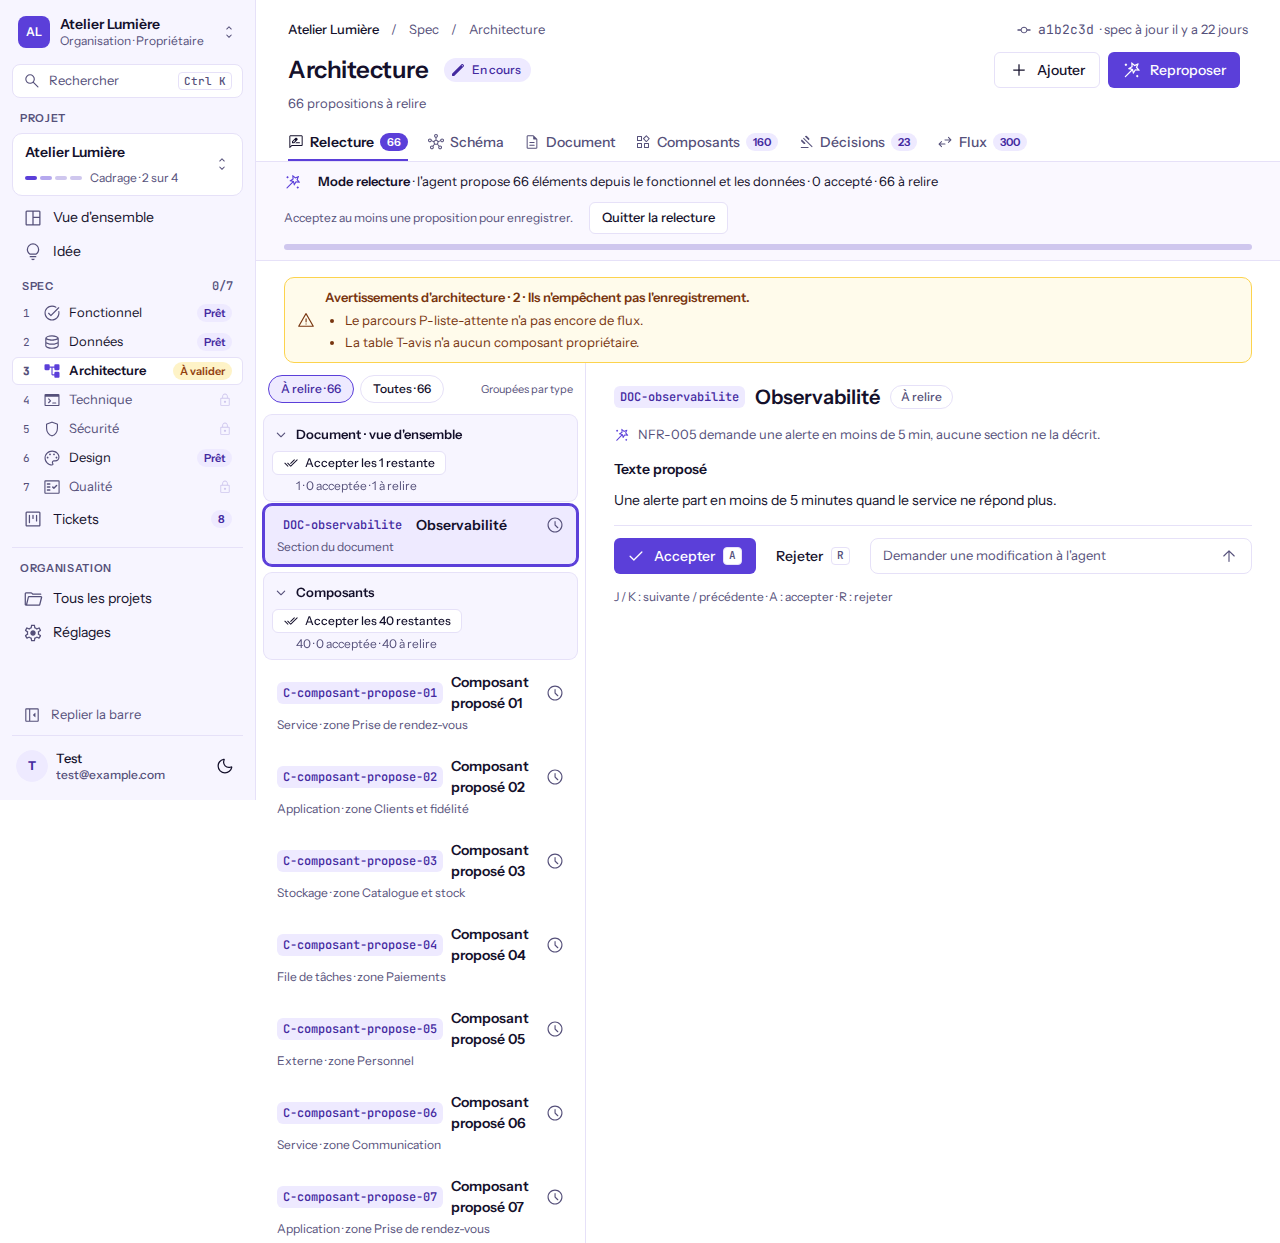 AL
Atelier Lumière
Organisation · Propriétaire
Rechercher
Ctrl K
PROJET
Atelier Lumière
Cadrage · 2 sur 4
Vue d'ensemble
Idée
SPEC 0/7
1 Fonctionnel Prêt
2 Données Prêt
3 Architecture À valider
4 Technique
5 Sécurité
6 Design Prêt
7 Qualité
Tickets 8
ORGANISATION
Tous les projets
Réglages
Replier la barre
T
Test
test@example.com
Atelier Lumière / Spec / Architecture
a1b2c3d · spec à jour il y a 22 jours
Architecture
En cours
Ajouter
Reproposer
66 propositions à relire
Relecture 66
Schéma
Document
Composants 160
Décisions 23
Flux 300
Mode relecture · l'agent propose 66 éléments depuis le fonctionnel et les données · 0 accepté · 66 à relire
Acceptez au moins une proposition pour enregistrer.
Quitter la relecture
Avertissements d'architecture · 2 · Ils n'empêchent pas l'enregistrement.
• Le parcours P-liste-attente n'a pas encore de flux.
• La table T-avis n'a aucun composant propriétaire.
À relire · 66
Toutes · 66
Groupées par type
Document · vue d'ensemble
Accepter les 1 restante
1 · 0 acceptée · 1 à relire
DOC-observabilite Observabilité
Section du document
Composants
Accepter les 40 restantes
40 · 0 acceptée · 40 à relire
C-composant-propose-01 Composant proposé 01
Service · zone Prise de rendez-vous
C-composant-propose-02 Composant proposé 02
Application · zone Clients et fidélité
C-composant-propose-03 Composant proposé 03
Stockage · zone Catalogue et stock
C-composant-propose-04 Composant proposé 04
File de tâches · zone Paiements
C-composant-propose-05 Composant proposé 05
Externe · zone Personnel
C-composant-propose-06 Composant proposé 06
Service · zone Communication
C-composant-propose-07 Composant proposé 07
Application · zone Prise de rendez-vous
DOC-observabilite Observabilité À relire
NFR-005 demande une alerte en moins de 5 min, aucune section ne la décrit.
Texte proposé
Une alerte part en moins de 5 minutes quand le service ne répond plus.
Accepter A
Rejeter R
Demander une modification à l'agent
J / K : suivante / précédente · A : accepter · R : rejeter